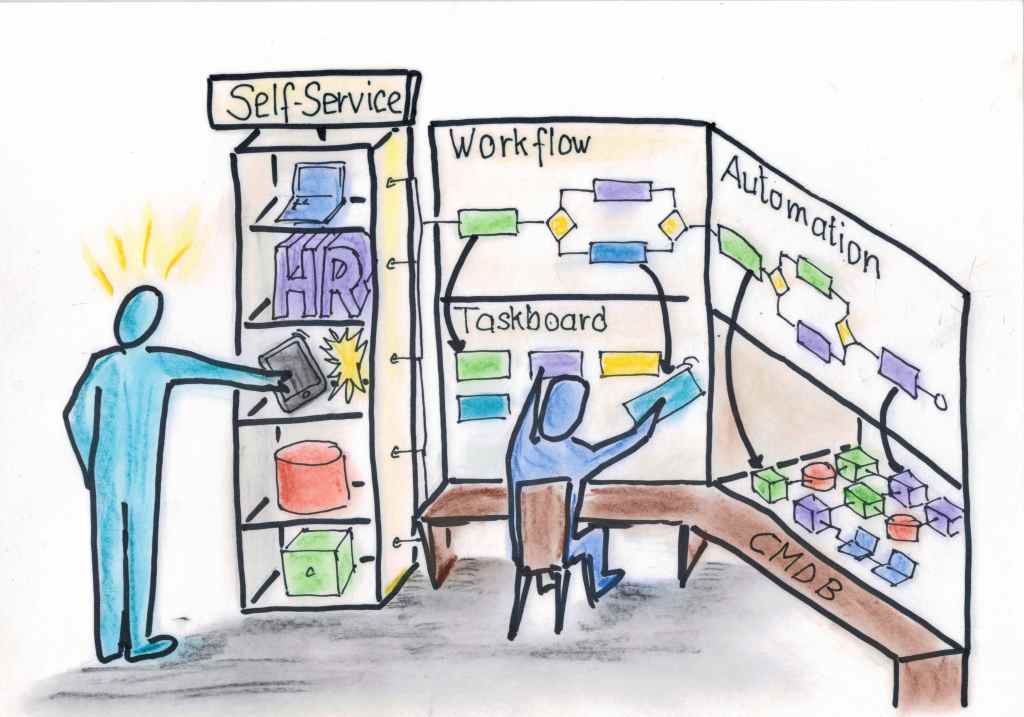 Self-Service
HR
Workflow
Taskboard
Automation
CMDB